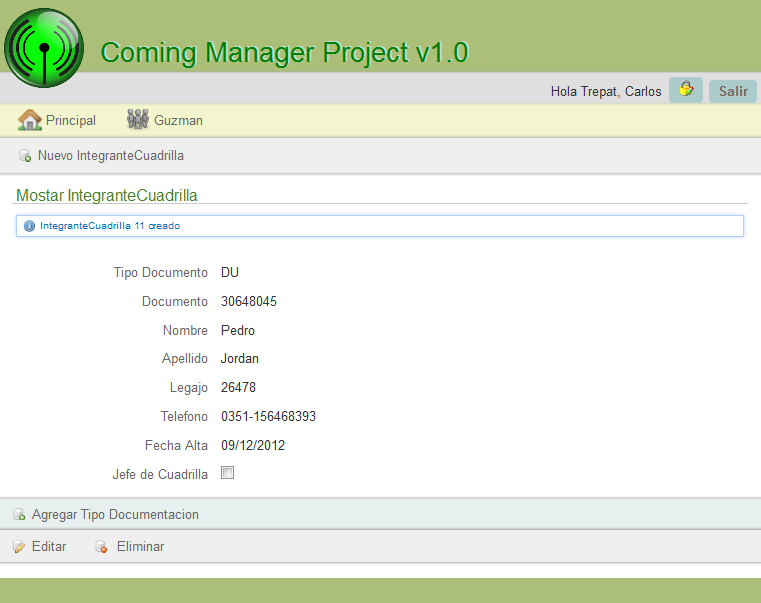 Coming Manager Project v1.0
Hola Trepat, Carlos Salir
Principal Guzman
Nuevo IntegranteCuadrilla
Mostar IntegranteCuadrilla
IntegranteCuadrilla 11 creado
Tipo Documento DU
Documento 30648045
Nombre Pedro
Apellido Jordan
Legajo 26478
Telefono 0351-156468393
Fecha Alta 09/12/2012
Jefe de Cuadrilla
Agregar Tipo Documentacion
Editar Eliminar